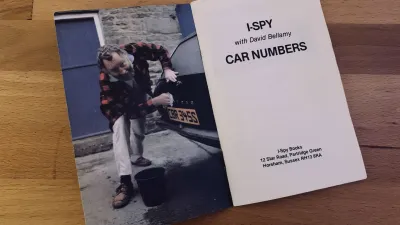 I-SPY
with David Bellamy
CAR NUMBERS
I-Spy Books
12 Star Road, Partridge Green
Horsham, Sussex RH13 8RA